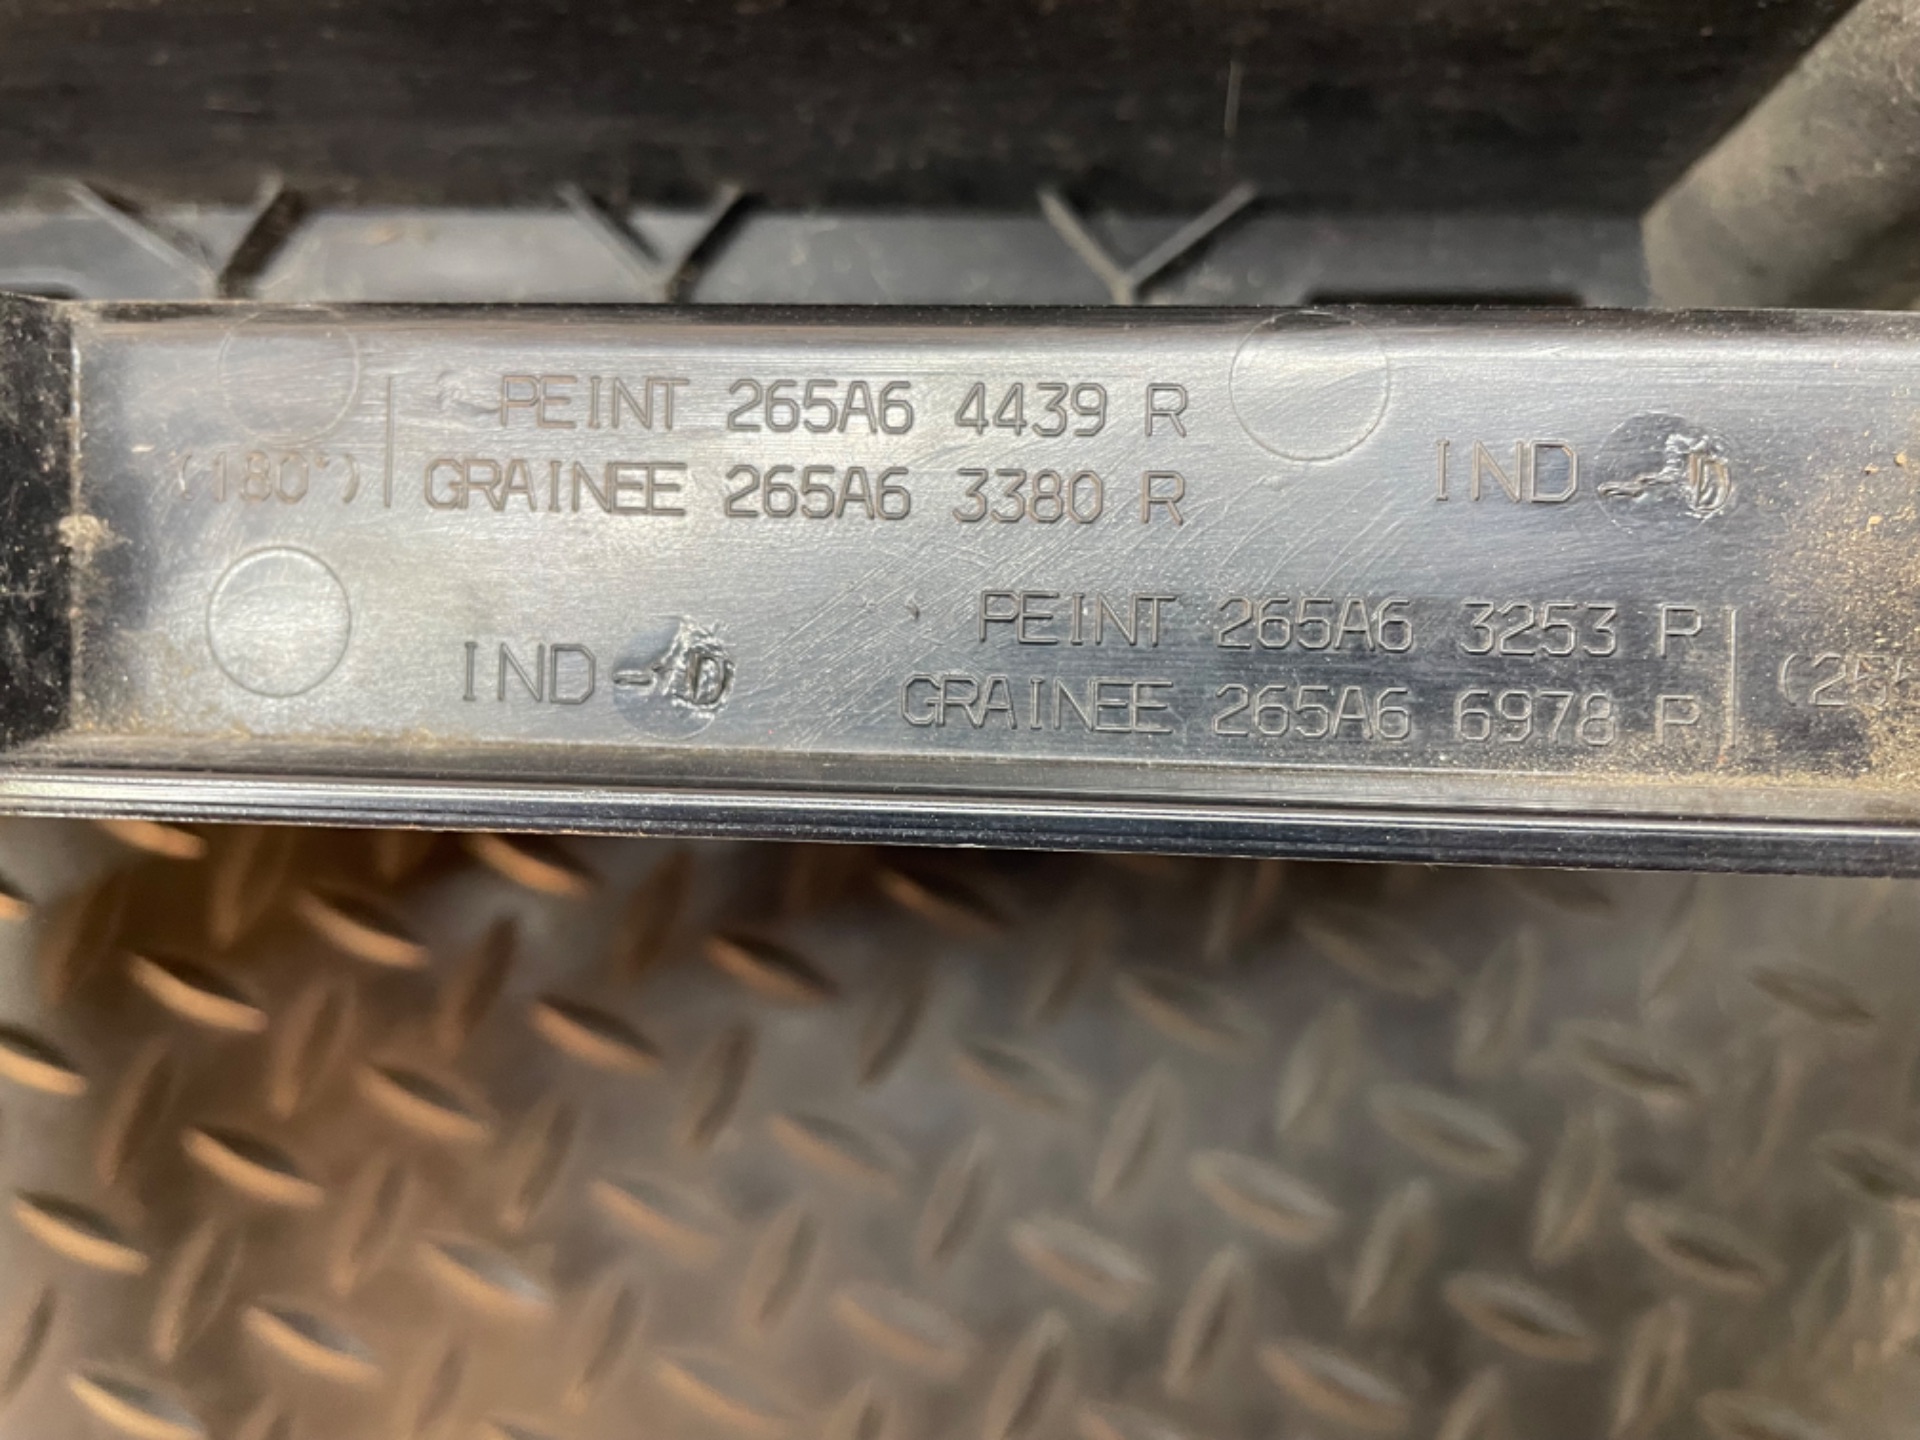 PEINT 265A6 4439 R
(180°) GRAINEE 265A6 3380 R
IND - D
PEINT 265A6 3253 R
IND - D
GRAINEE 265A6 6978 R